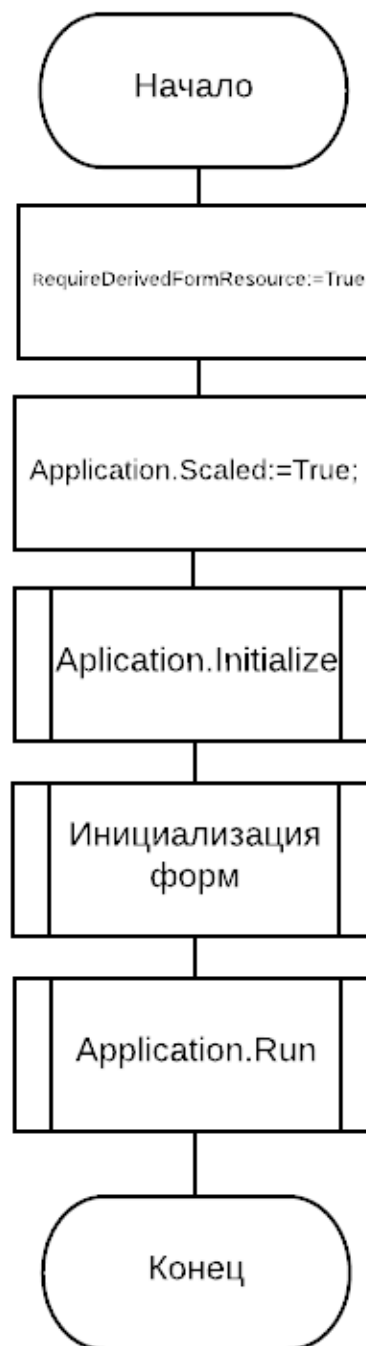 Начало
RequireDerivedFormResource:=True
Application.Scaled:=True;
Aplication.Initialize
Инициализация
форм
Application.Run
Конец